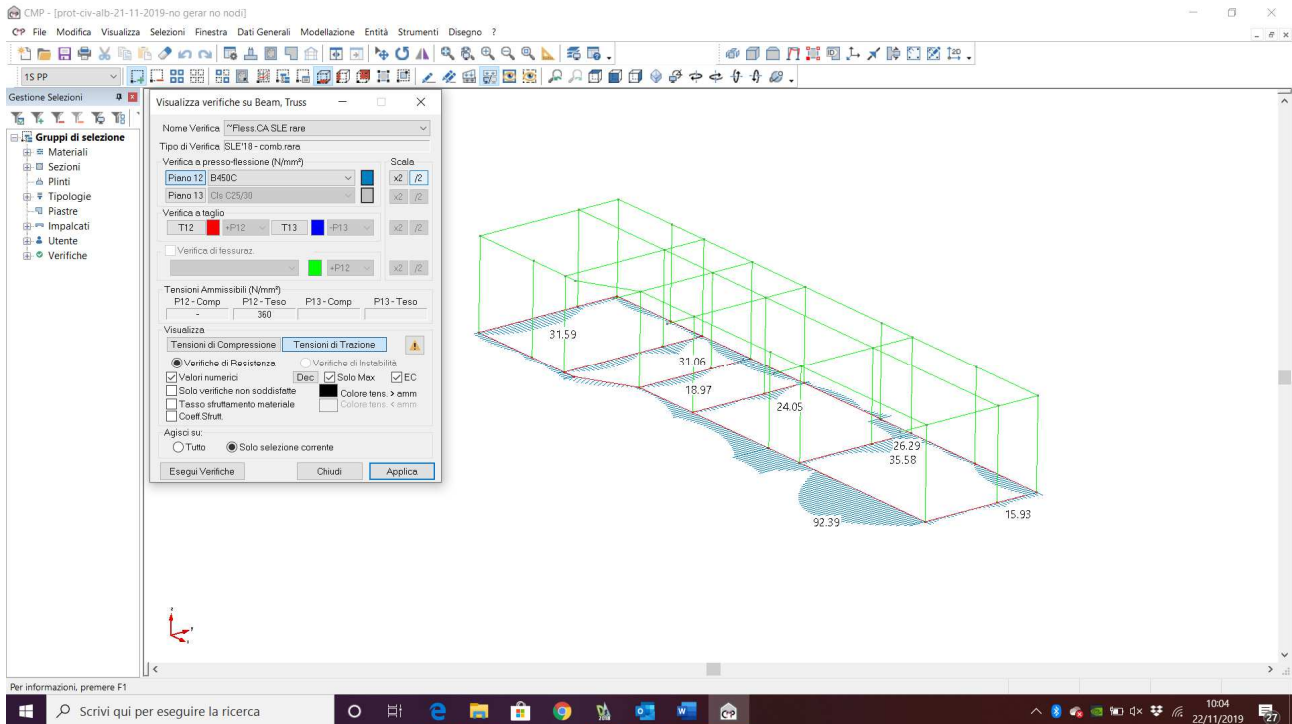 CMP - [prot-civ-alb-21-11-2019-no gerar no nodi]
File Modifica Visualizza Selezioni Finestra Dati Generali Modellazione Entità Strumenti Disegno ?
1S PP
Gestione Selezioni
Gruppi di selezione
Materiali
Sezioni
Plinti
Tipologie
Piastre
Impalcati
Utente
Verifiche
Visualizza verifiche su Beam, Truss
Nome Verifica ~Fless.CA SLE rare
Tipo di Verifica SLE'18 - comb.rara
Verifica a presso-flessione (N/mm²) Scala
Piano 12 B450C x2 /2
Piano 13 Cls C25/30 x2 /2
Verifica a taglio
T12 +P12 T13 +P13 x2 /2
Verifica di fessuraz.
+P12 x2 /2
Tensioni Ammissibili (N/mm²)
P12 - Comp P12 - Teso P13 - Comp P13 - Teso
- 360
Visualizza
Tensioni di Compressione Tensioni di Trazione
Verifiche di Resistenza Verifiche di Instabilità
Valori numerici Dec Solo Max EC
Solo verifiche non soddisfatte Colore tens. > amm
Tasso sfruttamento materiale Colore tens. < amm
Coeff.Sfrutt.
Agisci su:
Tutto Solo selezione corrente
Esegui Verifiche Chiudi Applica
31.59
31.06
18.97
24.05
26.29
35.58
92.39
15.93
Per informazioni, premere F1
Scrivi qui per eseguire la ricerca
10:04
22/11/2019
27